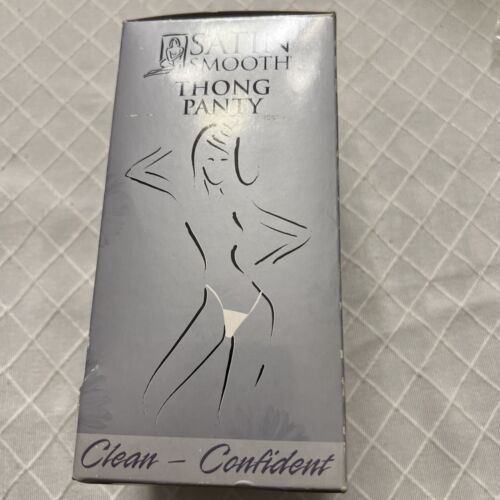 SATIN
SMOOTH
THONG
PANTY
Clean – Confident